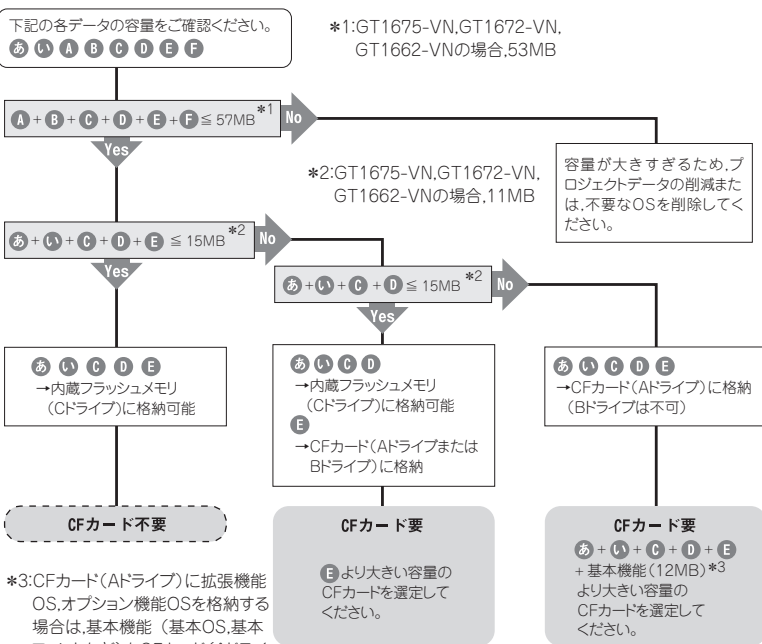 下記の各データの容量をご確認ください。
あ い A B C D E F
*1:GT1675-VN,GT1672-VN,
GT1662-VNの場合,53MB
A+B+C+D+E+F≦57MB*1
No
Yes
*2:GT1675-VN,GT1672-VN,
GT1662-VNの場合,11MB
容量が大きすぎるため,プ
ロジェクトデータの削減また
は,不要なOSを削除してく
ださい。
あ+い+C+D+E ≦ 15MB*2
No
Yes
あ+い+C+D≦ 15MB*2
No
Yes
あ い C D E
→内蔵フラッシュメモリ
(Cドライブ)に格納可能
あ い C D
→内蔵フラッシュメモリ
(Cドライブ)に格納可能
E
→CFカード(Aドライブまたは
Bドライブ)に格納
あ い C D E
→CFカード(Aドライブ)に格納
(Bドライブは不可)
CFカード不要
CFカード要
Eより大きい容量の
CFカードを選定して
ください。
CFカード要
あ+い+C+D+E
+基本機能(12MB)*3
より大きい容量の
CFカードを選定して
ください。
*3:CFカード(Aドライブ)に拡張機能
OS,オプション機能OSを格納する
場合は,基本機能 (基本OS,基本